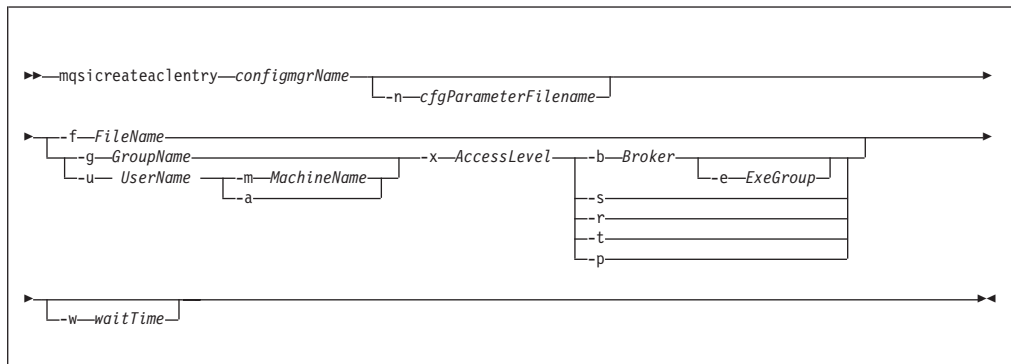 mqsicreateaclentry configmgrName
-n cfgParameterFilename
-f FileName
-g GroupName -x AccessLevel -b Broker
-u UserName -m MachineName -e ExeGroup
-a -s
-r
-t
-p
-w waitTime